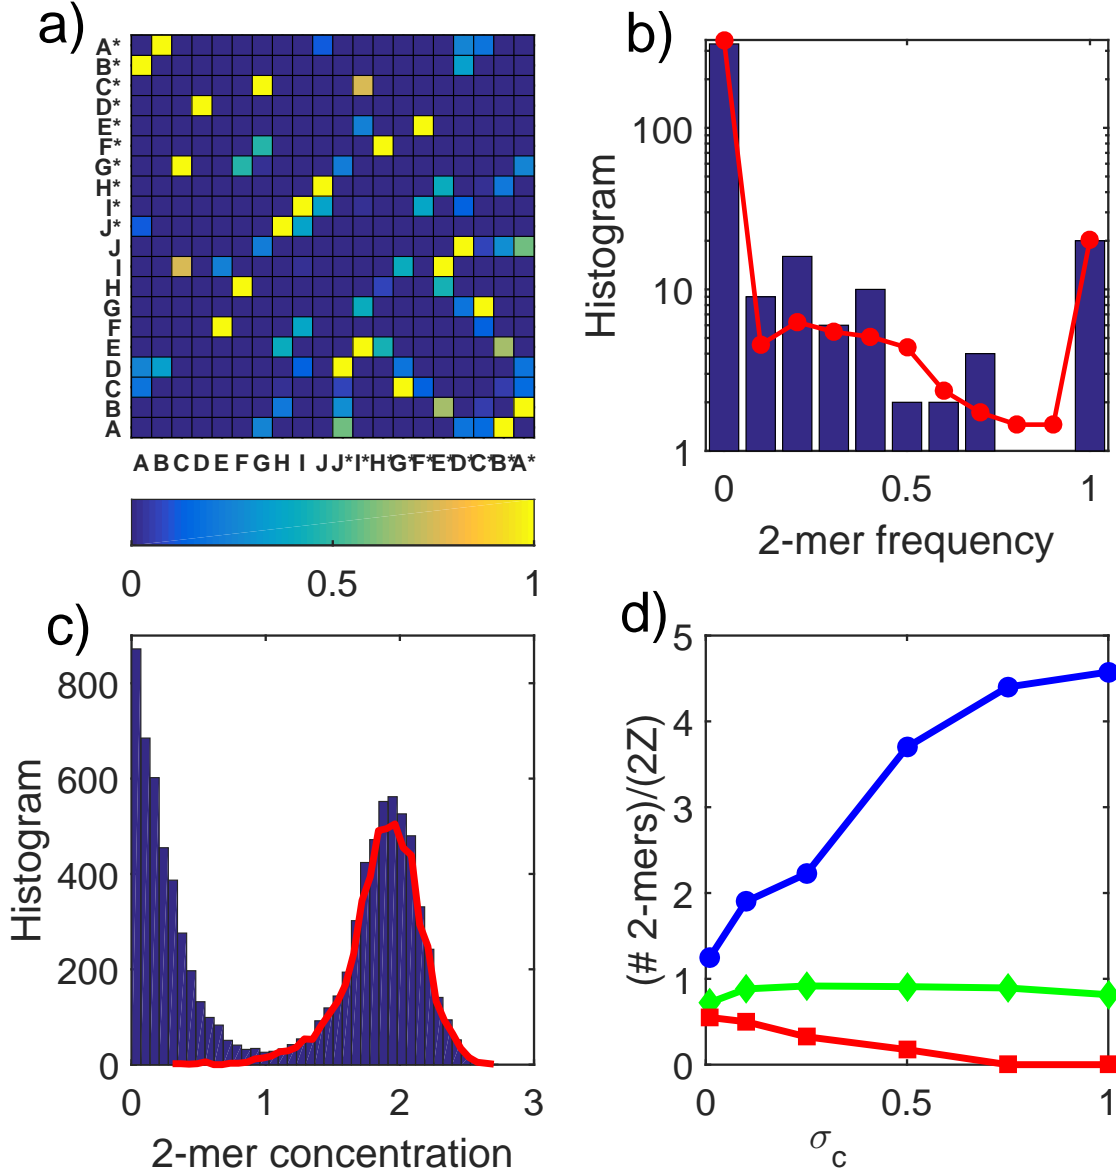 a)
A*
B*
C*
D*
E*
F*
G*
H*
I*
J*
J
I
H
G
F
E
D
C
B
A
A B C D E F G H I J J* I* H* G* F* E* D* C* B* A*
0 0.5 1
b)
Histogram
100
10
1
0 0.5 1
2-mer frequency
c)
Histogram
800
600
400
200
0
0 1 2 3
2-mer concentration
d)
(# 2-mers)/(2Z)
5
4
3
2
1
0
0 0.5 1
σc